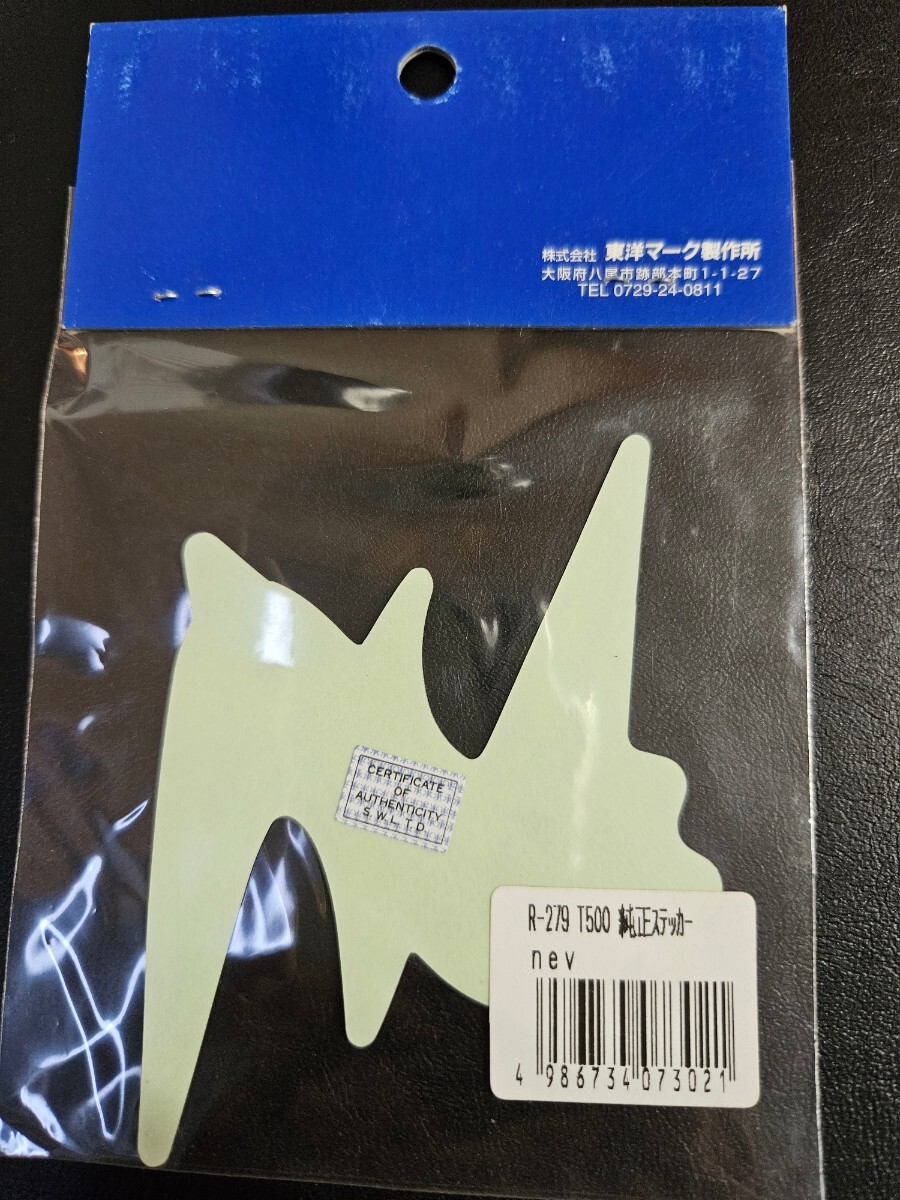 株式会社 東洋マーク製作所
大阪府八尾市跡部本町1-1-27
TEL 0729-24-0811
CERTIFICATE
OF
AUTHENTICITY
S.W.L.T.D
R-279 T500 純正ステッカー
nev
4 986734 073021